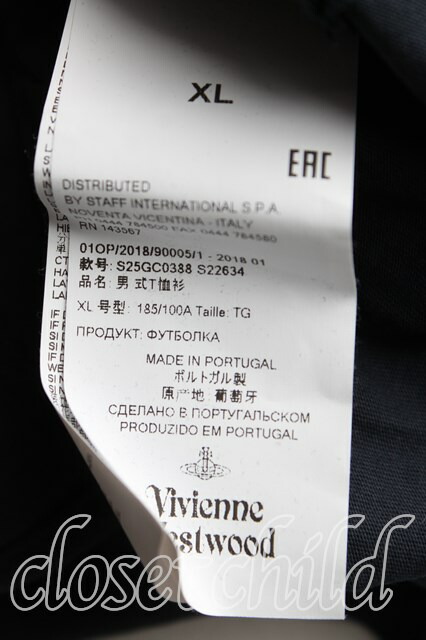 XL
EAC
DISTRIBUTED
BY STAFF INTERNATIONAL S.P.A.
NOVENTA VICENTINA - ITALY
RN 143567
01OP/2018/90005/1 - 2018 01
款号: S25GC0388 S22634
品名: 男 式T恤衫
XL 号型: 185/100A Taille: TG
ПРОДУКТ: ФУТБОЛКА
MADE IN PORTUGAL
ポルトガル製
原产地 葡萄牙
СДЕЛАНО В ПОРТУГАЛЬСКОМ
PRODUZIDO EM PORTUGAL
Vivienne
Westwood
closer child